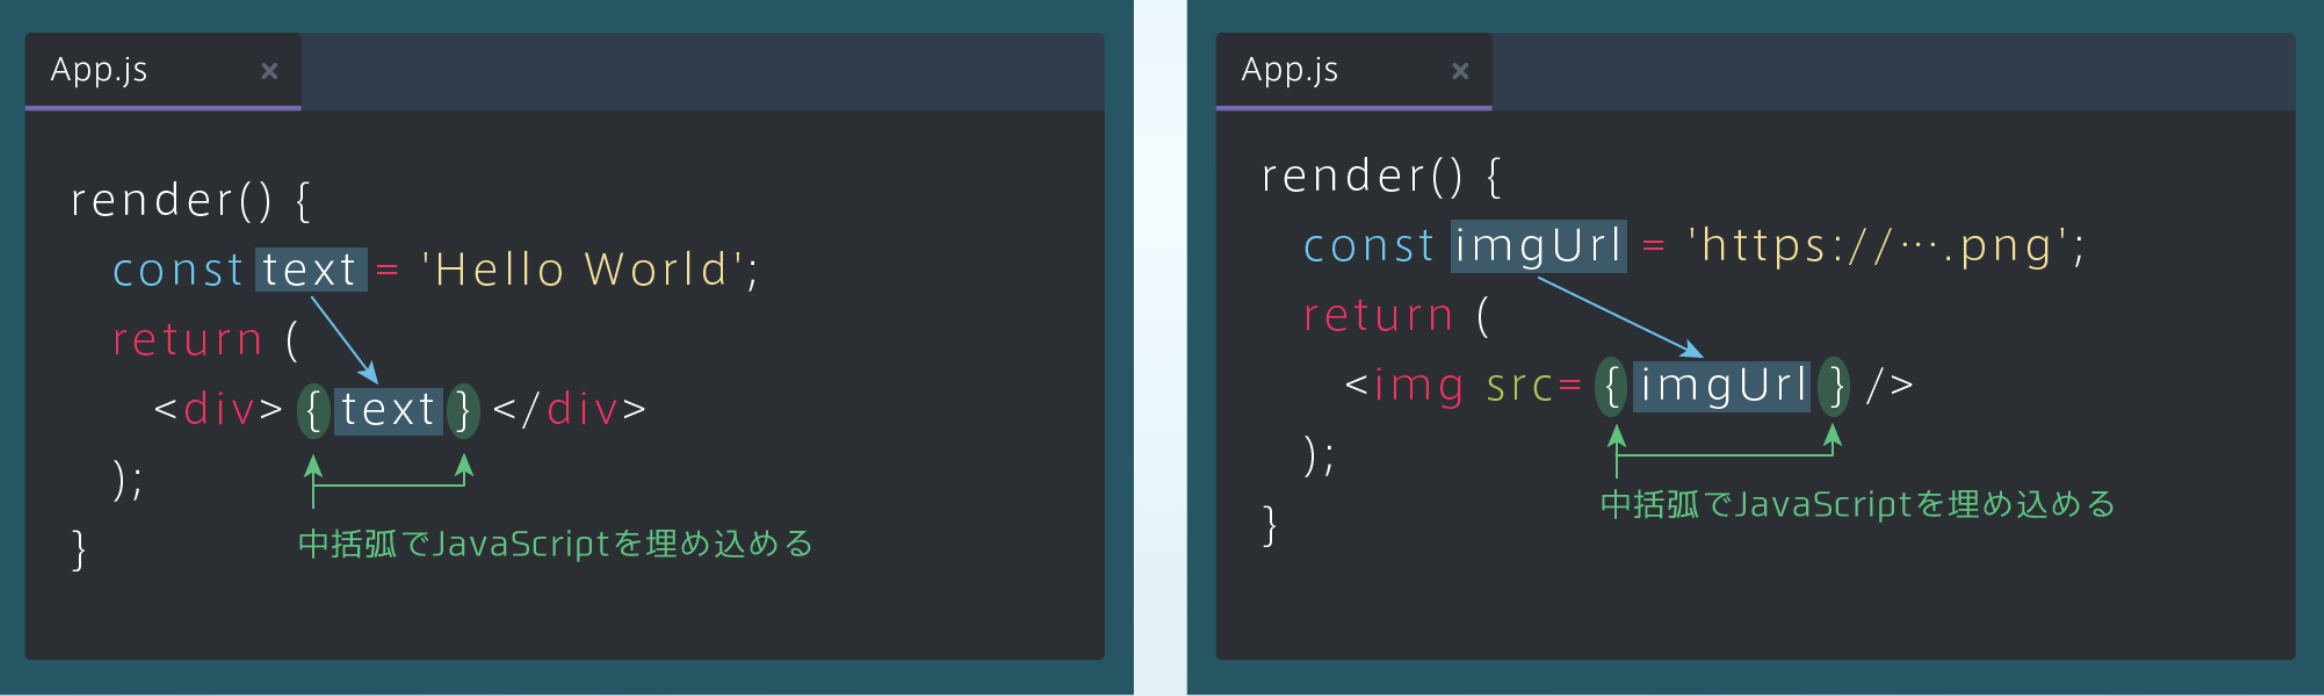 App.js ×
render() {
const text = 'Hello World';
return (
<div> { text } </div>
);
}
中括弧でJavaScriptを埋め込める
App.js ×
render() {
const imgUrl = 'https://….png';
return (
<img src= { imgUrl } />
);
中括弧でJavaScriptを埋め込める
}